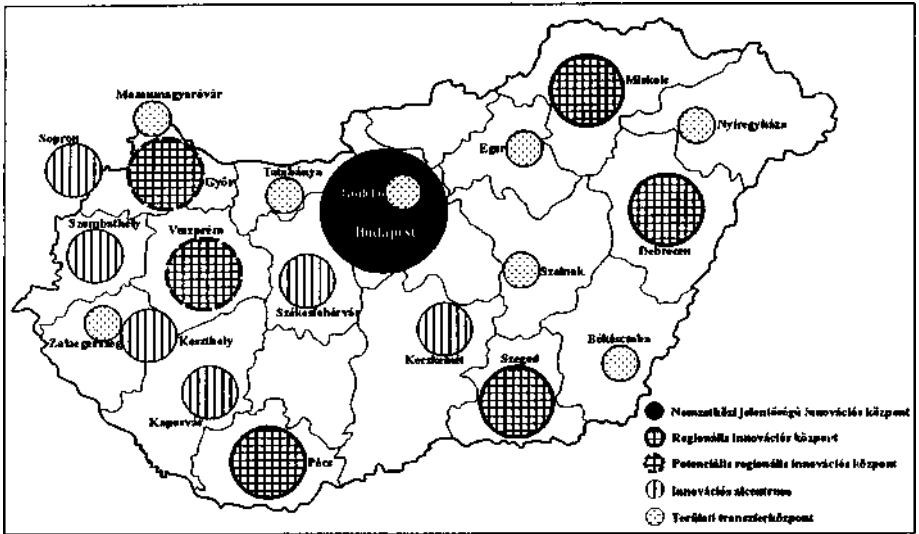 Miskolc
Mosonmagyaróvár
Nyíregyháza
Sopron
Eger
Győr
Tatabánya
Gödöllő
Szombathely
Veszprém
Budapest
Debrecen
Szolnok
Székesfehérvár
Zalaegerszeg
Keszthely
Kecskemét
Szeged
Békéscsaba
Kaposvár
Pécs
Nemzetközi jelentőségű innovációs központ
Regionális innovációs központ
Potenciális regionális innovációs központ
Innovációs alcentrum
Területi transzferközpont